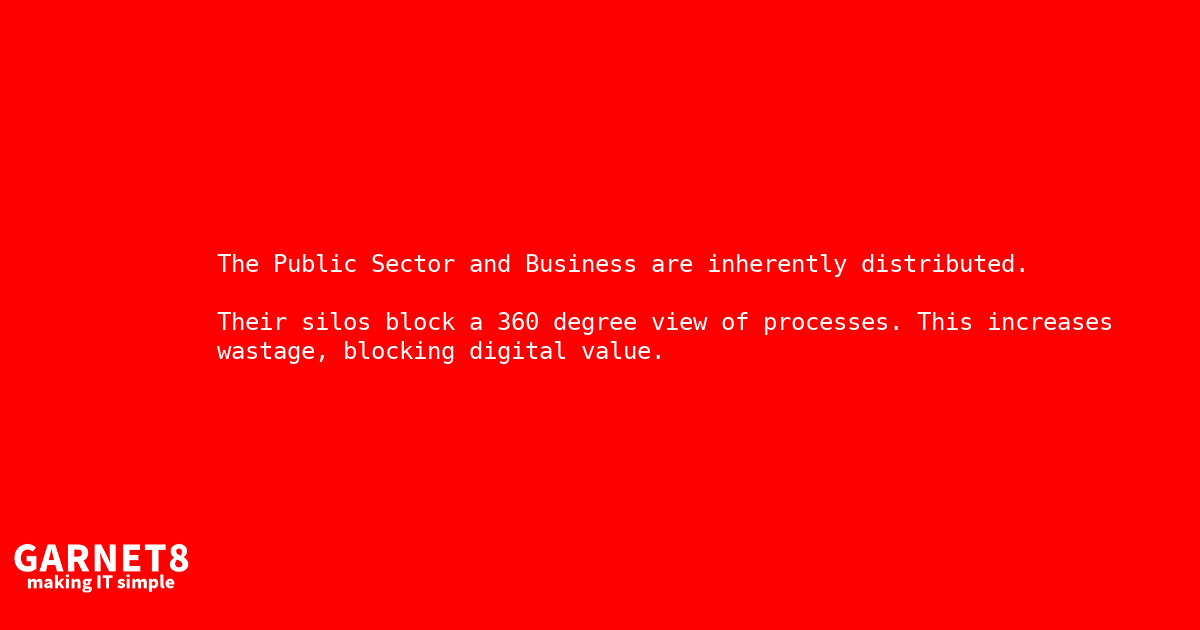 The Public Sector and Business are inherently distributed.
Their silos block a 360 degree view of processes. This increases
wastage, blocking digital value.
GARNET8
making IT simple